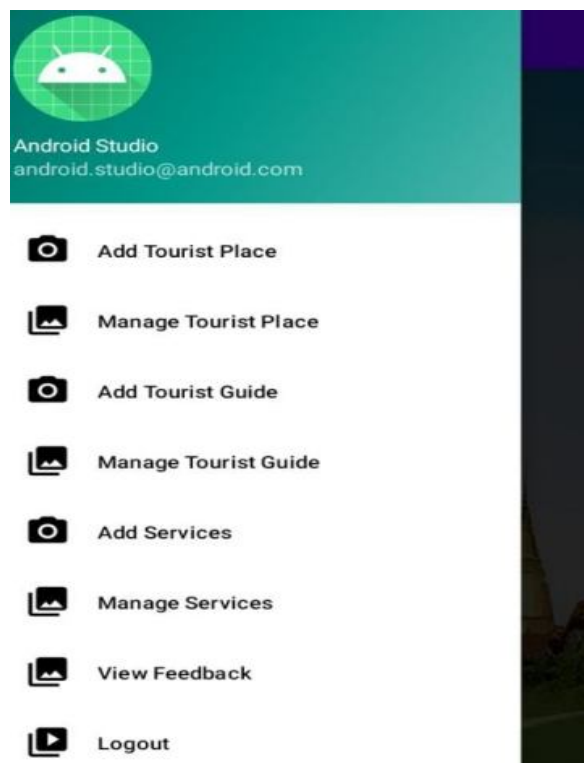 Android Studio
android.studio@android.com
Add Tourist Place
Manage Tourist Place
Add Tourist Guide
Manage Tourist Guide
Add Services
Manage Services
View Feedback
Logout